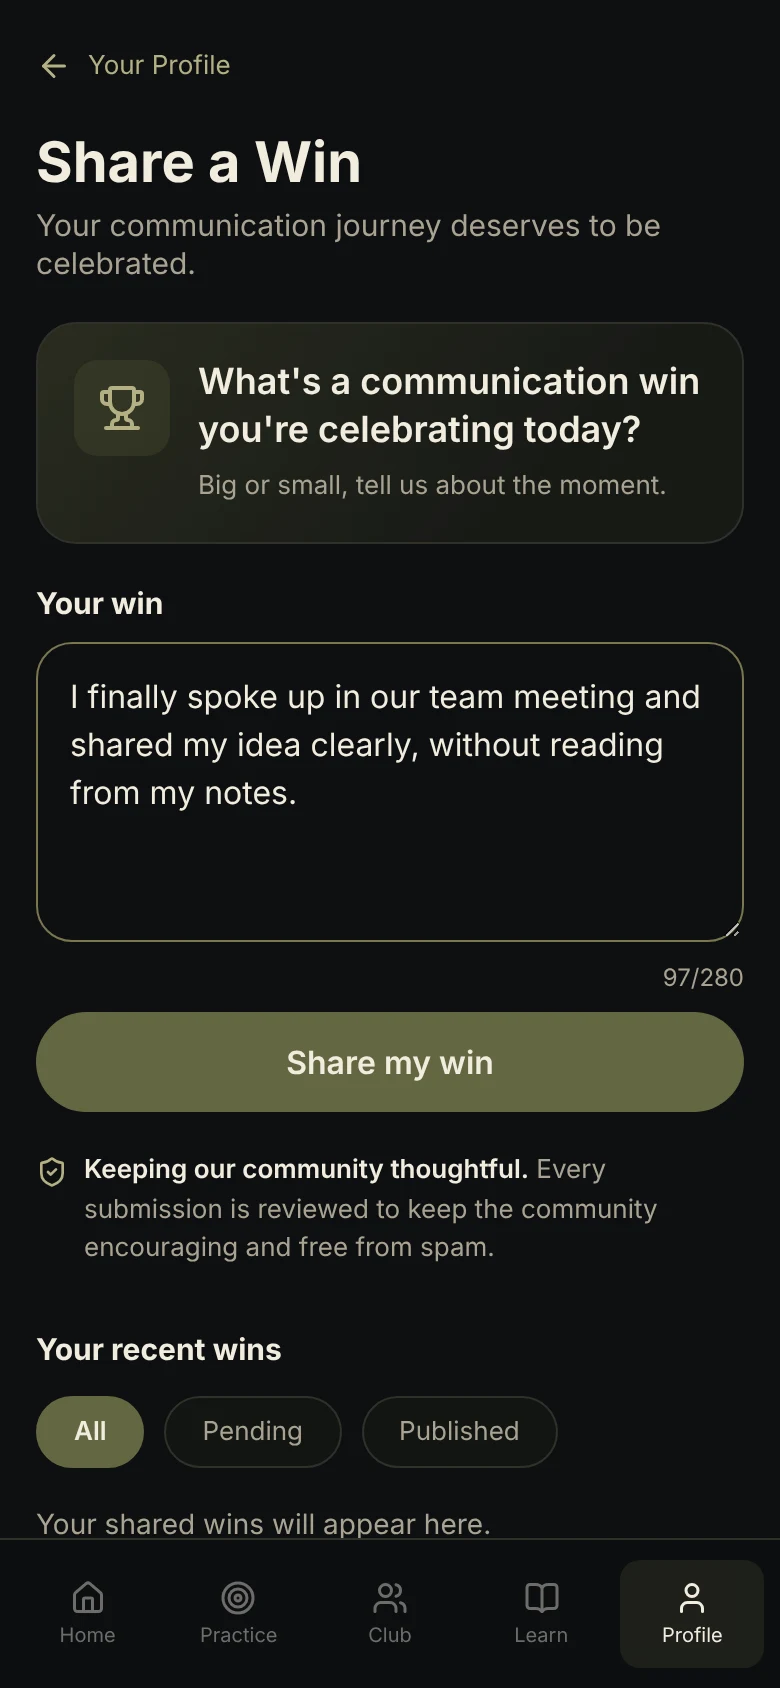 Your Profile
Share a Win
Your communication journey deserves to be
celebrated.
What's a communication win
you're celebrating today?
Big or small, tell us about the moment.
Your win
I finally spoke up in our team meeting and
shared my idea clearly, without reading
from my notes.
97/280
Share my win
Keeping our community thoughtful. Every
submission is reviewed to keep the community
encouraging and free from spam.
Your recent wins
All
Pending
Published
Your shared wins will appear here.
Home
Practice
Club
Learn
Profile